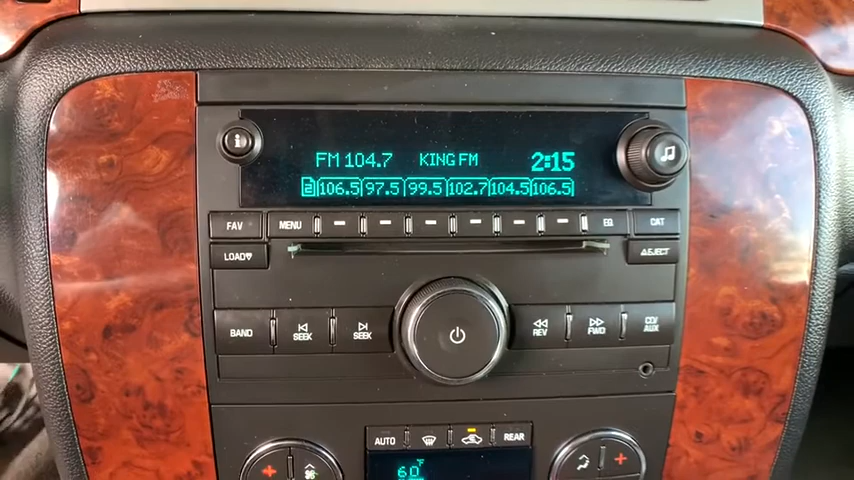 i
FM 104.7 KING FM 2:15
2 106.5 97.5 99.5 102.7 104.5 106.5
FAV MENU EQ CAT
LOAD EJECT
BAND SEEK SEEK REV FWD CD/AUX
AUTO REAR
60°F